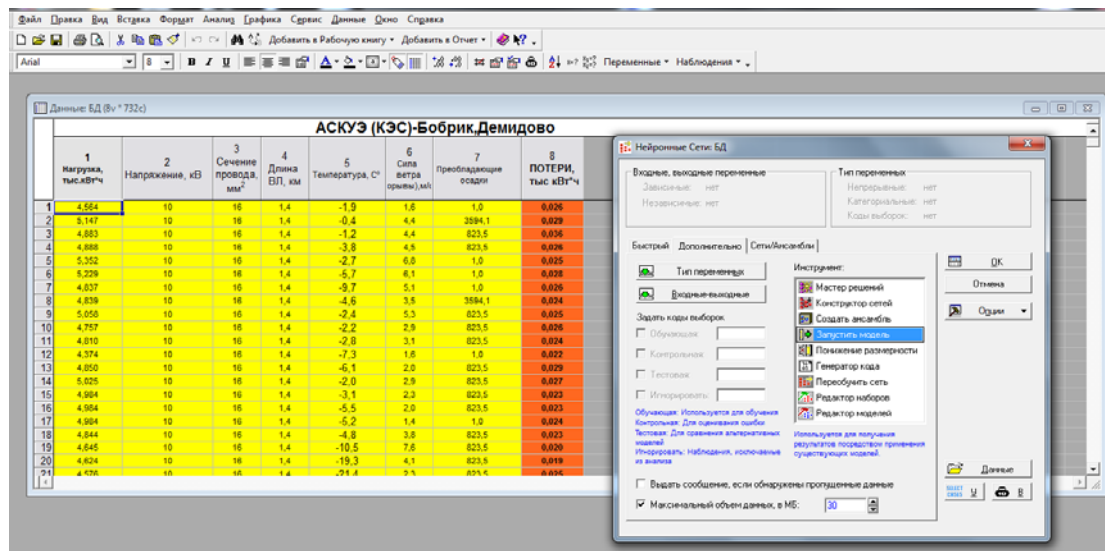 Файл Правка Вид Вставка Формат Анализ Графика Сервис Данные Окно Справка
Добавить в Рабочую книгу Добавить в Отчет
Arial 8 B I U Переменные Наблюдения
Данные: БД (8v * 732c)
АСКУЭ (КЭС)-Бобрик,Демидово
1 Нагрузка, тыс.кВт*ч 2 Напряжение, кВ 3 Сечение провода, мм2 4 Длина ВЛ, км 5 Температура, С° 6 Сила ветра (порывы),м/с 7 Преобладающие осадки 8 ПОТЕРИ, тыс кВт*ч
1 4,564 10 16 1,4 -1,9 1,6 1,0 0,026
2 5,147 10 16 1,4 -0,4 4,4 3594,1 0,029
3 4,883 10 16 1,4 -1,2 4,4 823,5 0,036
4 4,888 10 16 1,4 -3,8 4,5 823,5 0,026
5 5,352 10 16 1,4 -2,7 6,8 1,0 0,025
6 5,229 10 16 1,4 -5,7 6,1 1,0 0,028
7 4,837 10 16 1,4 -9,7 5,1 1,0 0,026
8 4,839 10 16 1,4 -4,6 3,5 3594,1 0,024
9 5,058 10 16 1,4 -2,4 5,3 823,5 0,025
10 4,757 10 16 1,4 -2,2 2,9 823,5 0,026
11 4,810 10 16 1,4 -2,8 3,1 823,5 0,024
12 4,374 10 16 1,4 -7,3 1,6 1,0 0,022
13 4,850 10 16 1,4 -6,1 2,0 823,5 0,029
14 5,025 10 16 1,4 -2,0 2,9 823,5 0,027
15 4,984 10 16 1,4 -3,1 2,3 823,5 0,023
16 4,984 10 16 1,4 -5,5 2,0 823,5 0,023
17 4,984 10 16 1,4 -5,2 1,4 1,0 0,024
18 4,844 10 16 1,4 -4,8 3,8 823,5 0,023
19 4,645 10 16 1,4 -10,5 7,6 823,5 0,020
20 4,624 10 16 1,4 -19,3 4,1 823,5 0,019
21 4,576 10 16 1,4 -21,4 2,3 823,5 0,025
Нейронные Сети: БД
Входные, выходные переменные
Зависимые: нет
Независимые: нет
Тип переменных
Непрерывные: нет
Категориальные: нет
Коды выборок: нет
Быстрый Дополнительно Сети/Ансамбли
Тип переменных
Входные-выходные
Задать коды выборок
Обучающая:
Контрольная:
Тестовая:
Игнорировать:
Обучающая: Используется для обучения
Контрольная: Для оценивания ошибки
Тестовая: Для сравнения альтернативных
моделей
Игнорировать: Наблюдения, исключаемые
из анализа
Инструмент:
Мастер решений
Конструктор сетей
Создать ансамбль
Запустить модель
Понижение размерности
Генератор кода
Переобучить сеть
Редактор наборов
Редактор моделей
Используется для получения
результатов посредством применения
существующих моделей.
OK
Отмена
Опции
Данные
SELECT CASES
Выдать сообщение, если обнаружены пропущенные данные
Максимальный объем данных, в МБ: 30